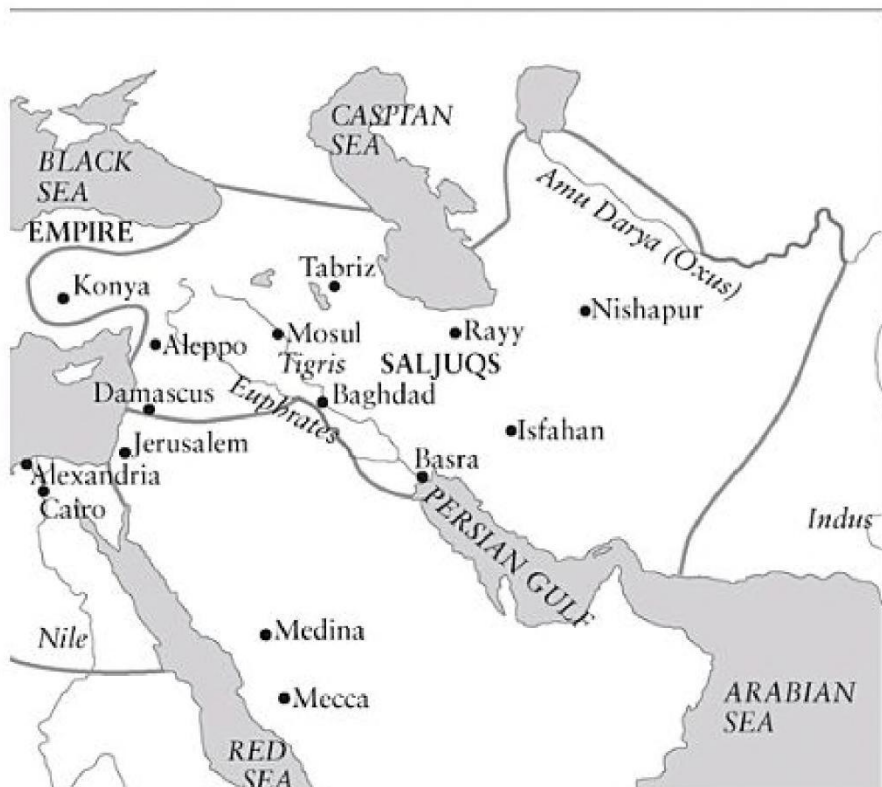 CASPIAN
SEA
BLACK
SEA
EMPIRE
Amu Darya (Oxus)
Konya
Tabriz
Nishapur
Aleppo
Mosul
Rayy
Tigris
SALJUQS
Damascus
Euphrates
Baghdad
Isfahan
Jerusalem
Basra
Alexandria
Cairo
PERSIAN GULF
Indus
Medina
Nile
Mecca
ARABIAN
SEA
RED
SEA